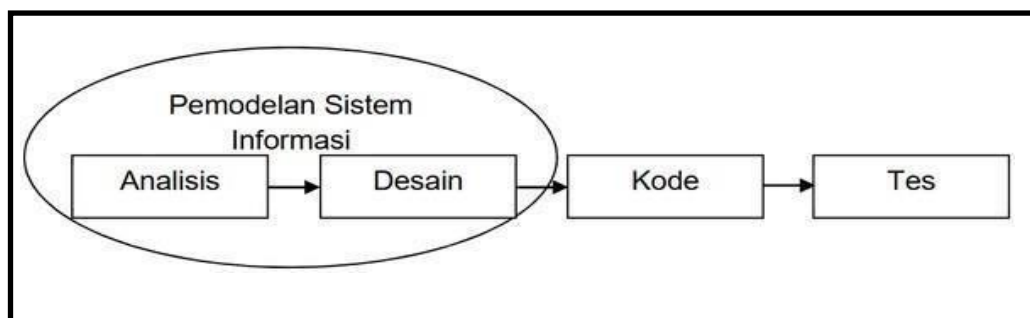 Pemodelan Sistem
Informasi
Analisis
Desain
Kode
Tes